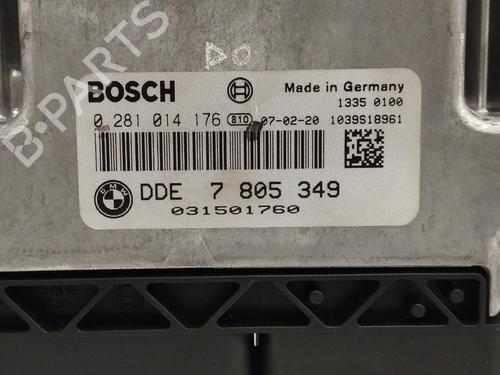 B-PARTS
BOSCH
Made in Germany
1335 0100
0 281 014 176 810 07-02-20 1039S18961
BMW
DDE 7 805 349
031501760